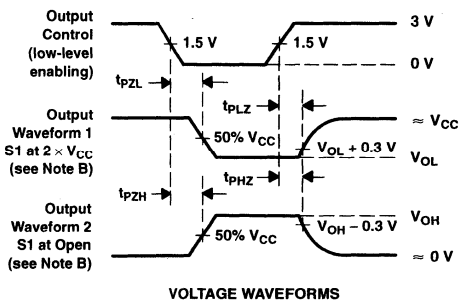 Output
Control
(low-level
enabling)
1.5 V
1.5 V
3 V
0 V
tPZL
tPLZ
Output
Waveform 1
S1 at 2 × VCC
(see Note B)
50% VCC
VOL + 0.3 V
≈ VCC
VOL
tPZH
tPHZ
Output
Waveform 2
S1 at Open
(see Note B)
50% VCC
VOH − 0.3 V
VOH
≈ 0 V
VOLTAGE WAVEFORMS